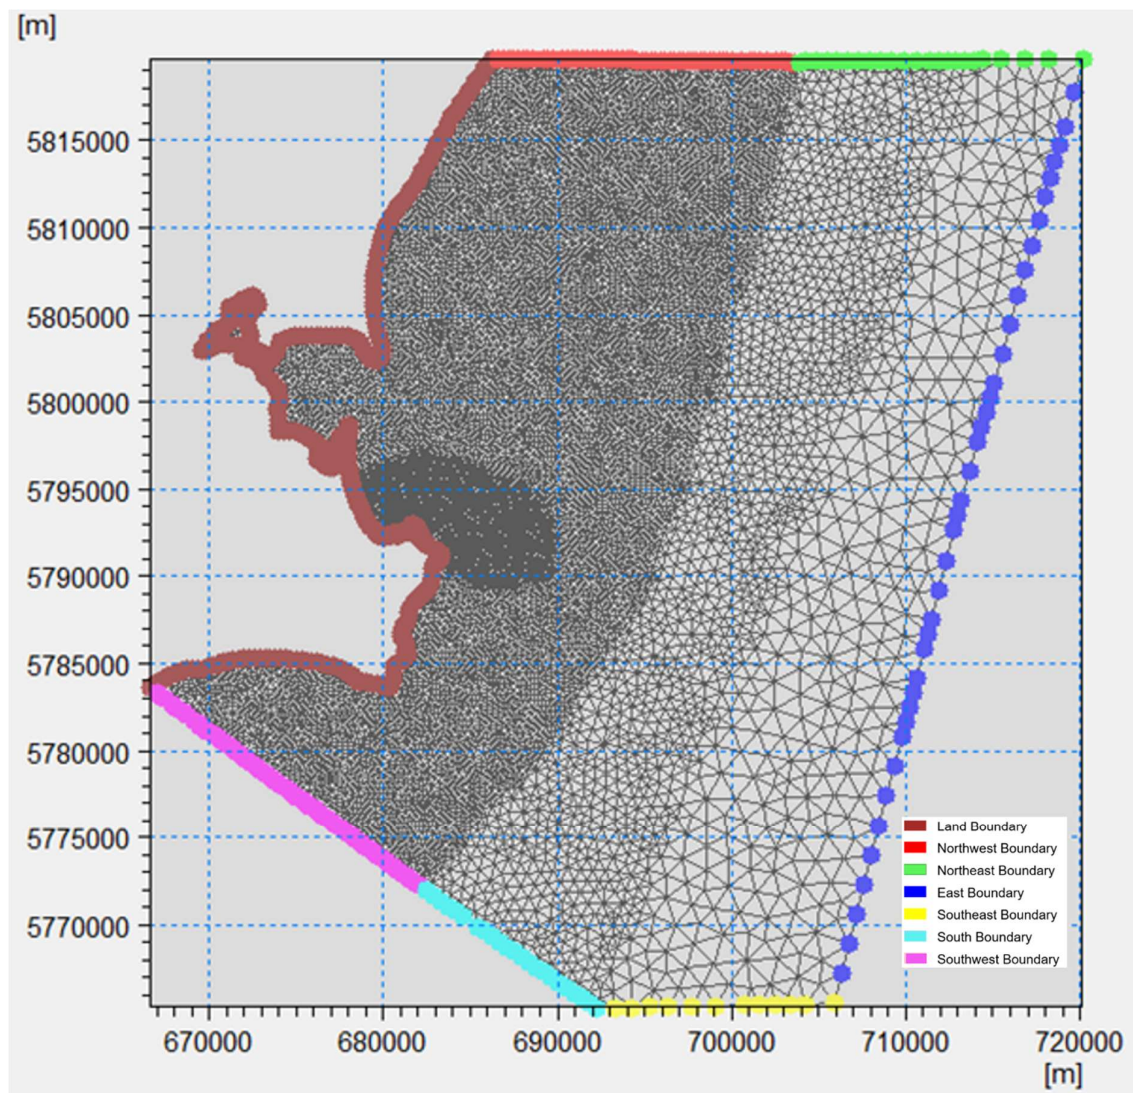 [m]
5815000
5810000
5805000
5800000
5795000
5790000
5785000
5780000
5775000
5770000
Land Boundary
Northwest Boundary
Northeast Boundary
East Boundary
Southeast Boundary
South Boundary
Southwest Boundary
670000 680000 690000 700000 710000 720000
[m]